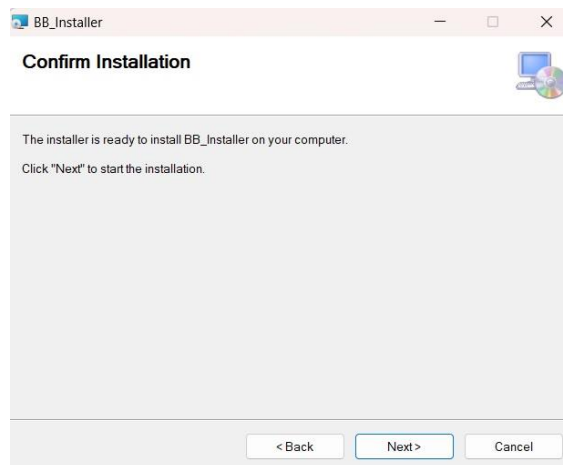 BB_Installer
Confirm Installation
The installer is ready to install BB_Installer on your computer.
Click "Next" to start the installation.
< Back
Next >
Cancel